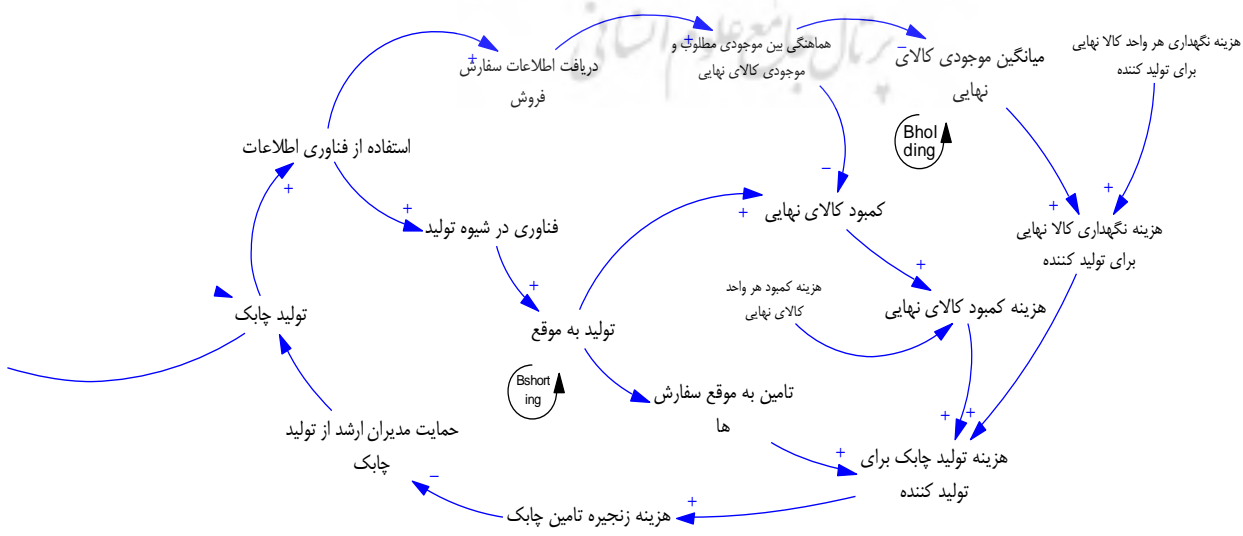 پرتال جامع علوم انسانی
هماهنگی بین موجودی مطلوب و
موجودی کالای نهایی
میانگین موجودی کالای
نهایی
هزینه نگهداری هر واحد کالا نهایی
برای تولید کننده
دریافت اطلاعات سفارش
فروش
استفاده از فناوری اطلاعات
Bhol
ding
فناوری در شیوه تولید
کمبود کالای نهایی
هزینه نگهداری کالا نهایی
برای تولید کننده
هزینه کمبود هر واحد
کالای نهایی
هزینه کمبود کالای نهایی
تولید چابک
تولید به موقع
Bshort
ing
تامین به موقع سفارش
ها
حمایت مدیران ارشد از تولید
چابک
هزینه تولید چابک برای
تولید کننده
هزینه زنجیره تامین چابک